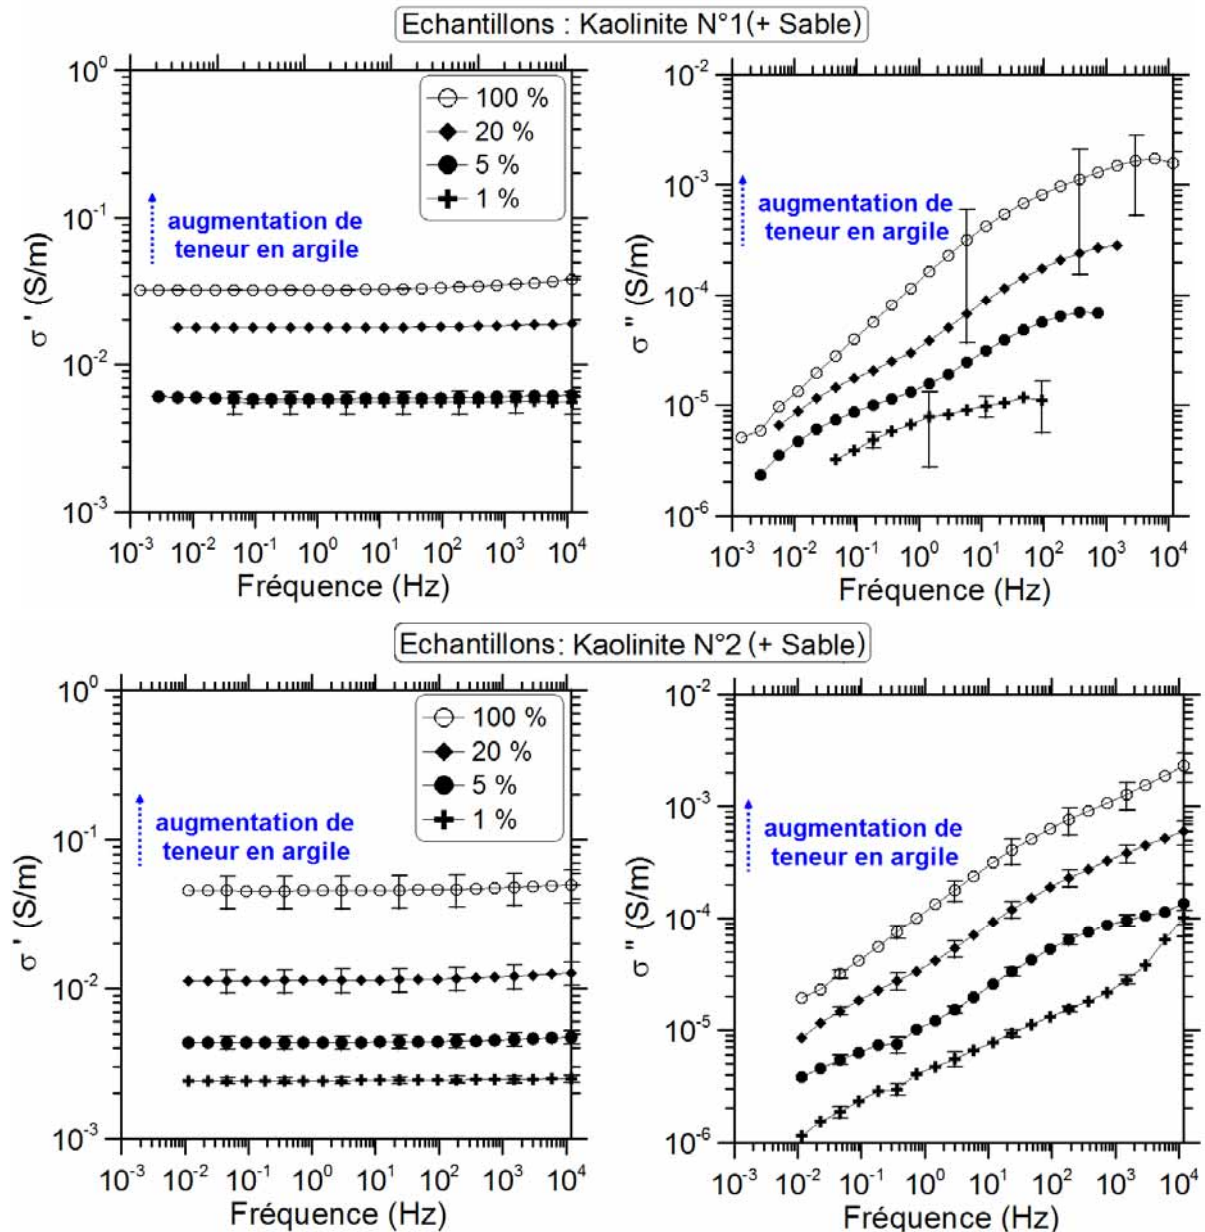 Echantillons : Kaolinite N°1 (+ Sable)
10⁰
10⁻¹
10⁻²
10⁻³
σ ' (S/m)
100 %
20 %
5 %
1 %
augmentation de
teneur en argile
10⁻³ 10⁻² 10⁻¹ 10⁰ 10¹ 10² 10³ 10⁴
Fréquence (Hz)
10⁻²
10⁻³
10⁻⁴
10⁻⁵
10⁻⁶
σ " (S/m)
augmentation de
teneur en argile
10⁻³ 10⁻² 10⁻¹ 10⁰ 10¹ 10² 10³ 10⁴
Fréquence (Hz)
Echantillons: Kaolinite N°2 (+ Sable)
10⁰
10⁻¹
10⁻²
10⁻³
σ ' (S/m)
100 %
20 %
5 %
1 %
augmentation de
teneur en argile
10⁻³ 10⁻² 10⁻¹ 10⁰ 10¹ 10² 10³ 10⁴
Fréquence (Hz)
10⁻²
10⁻³
10⁻⁴
10⁻⁵
10⁻⁶
σ " (S/m)
augmentation de
teneur en argile
10⁻³ 10⁻² 10⁻¹ 10⁰ 10¹ 10² 10³ 10⁴
Fréquence (Hz)